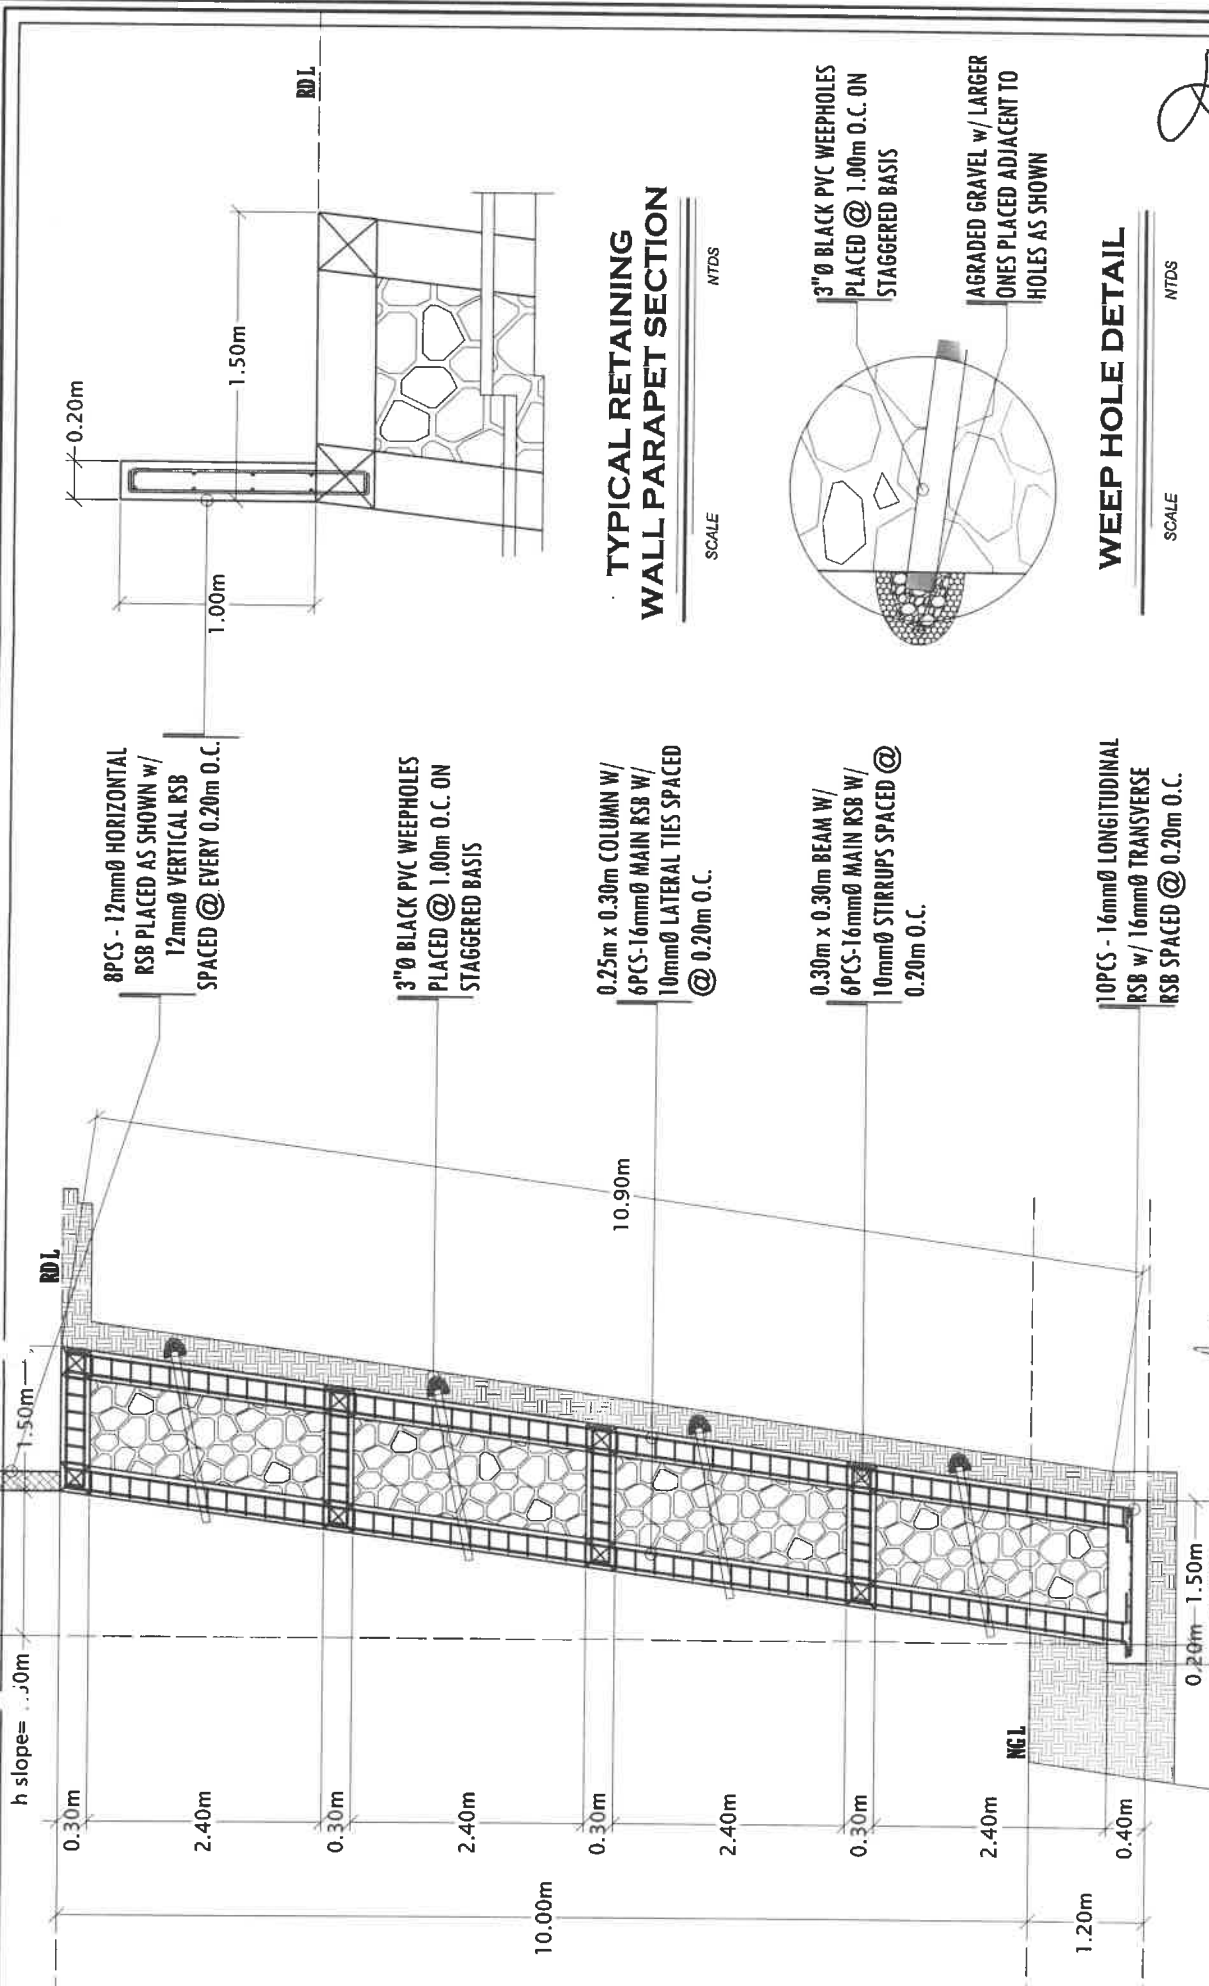 h slope=
1.50m
RDL
8PCS - 12mmØ HORIZONTAL
RSB PLACED AS SHOWN w/
12mmØ VERTICAL RSB
SPACED @ EVERY 0.20m O.C.
3"Ø BLACK PVC WEEPHOLES
PLACED @ 1.00m O.C. ON
STAGGERED BASIS
0.25m x 0.30m COLUMN W/
6PCS-16mmØ MAIN RSB W/
10mmØ LATERAL TIES SPACED
@ 0.20m O.C.
0.30m x 0.30m BEAM W/
6PCS-16mmØ MAIN RSB W/
10mmØ STIRRUPS SPACED @
0.20m O.C.
10PCS - 16mmØ LONGITUDINAL
RSB w/ 16mmØ TRANSVERSE
RSB SPACED @ 0.20m O.C.
10.90m
0.30m
2.40m
0.30m
2.40m
0.30m
2.40m
0.30m
2.40m
0.40m
10.00m
1.20m
NGL
0.20m
1.50m
0.20m
1.50m
1.00m
RDL
TYPICAL RETAINING
WALL PARAPET SECTION
SCALE
NTDS
3"Ø BLACK PVC WEEPHOLES
PLACED @ 1.00m O.C. ON
STAGGERED BASIS
AGRADED GRAVEL w/ LARGER
ONES PLACED ADJACENT TO
HOLES AS SHOWN
WEEP HOLE DETAIL
SCALE
NTDS